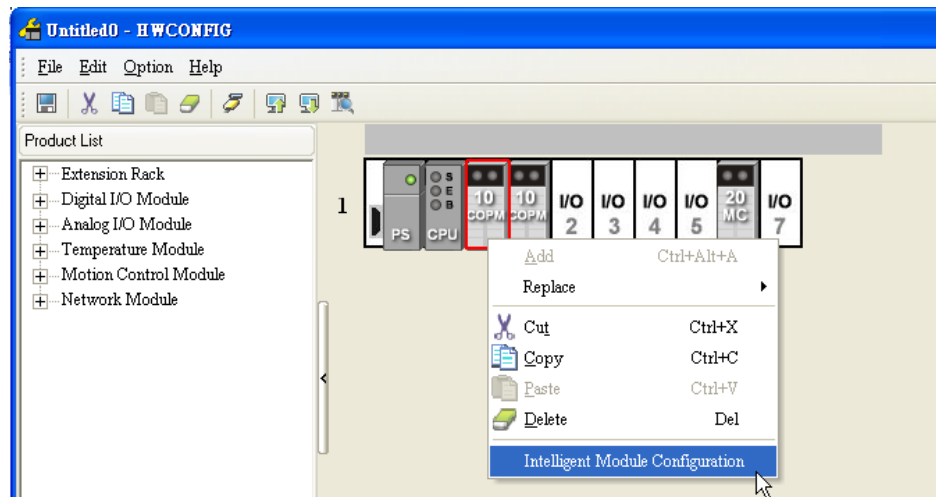 Untitled0 - HWCONFIG
File Edit Option Help
Product List
Extension Rack
Digital I/O Module
Analog I/O Module
Temperature Module
Motion Control Module
Network Module
1
PS
S
E
B
CPU
10
COPM
10
COPM
I/O
2
I/O
3
I/O
4
I/O
5
20
MC
I/O
7
Add Ctrl+Alt+A
Replace
Cut Ctrl+X
Copy Ctrl+C
Paste Ctrl+V
Delete Del
Intelligent Module Configuration